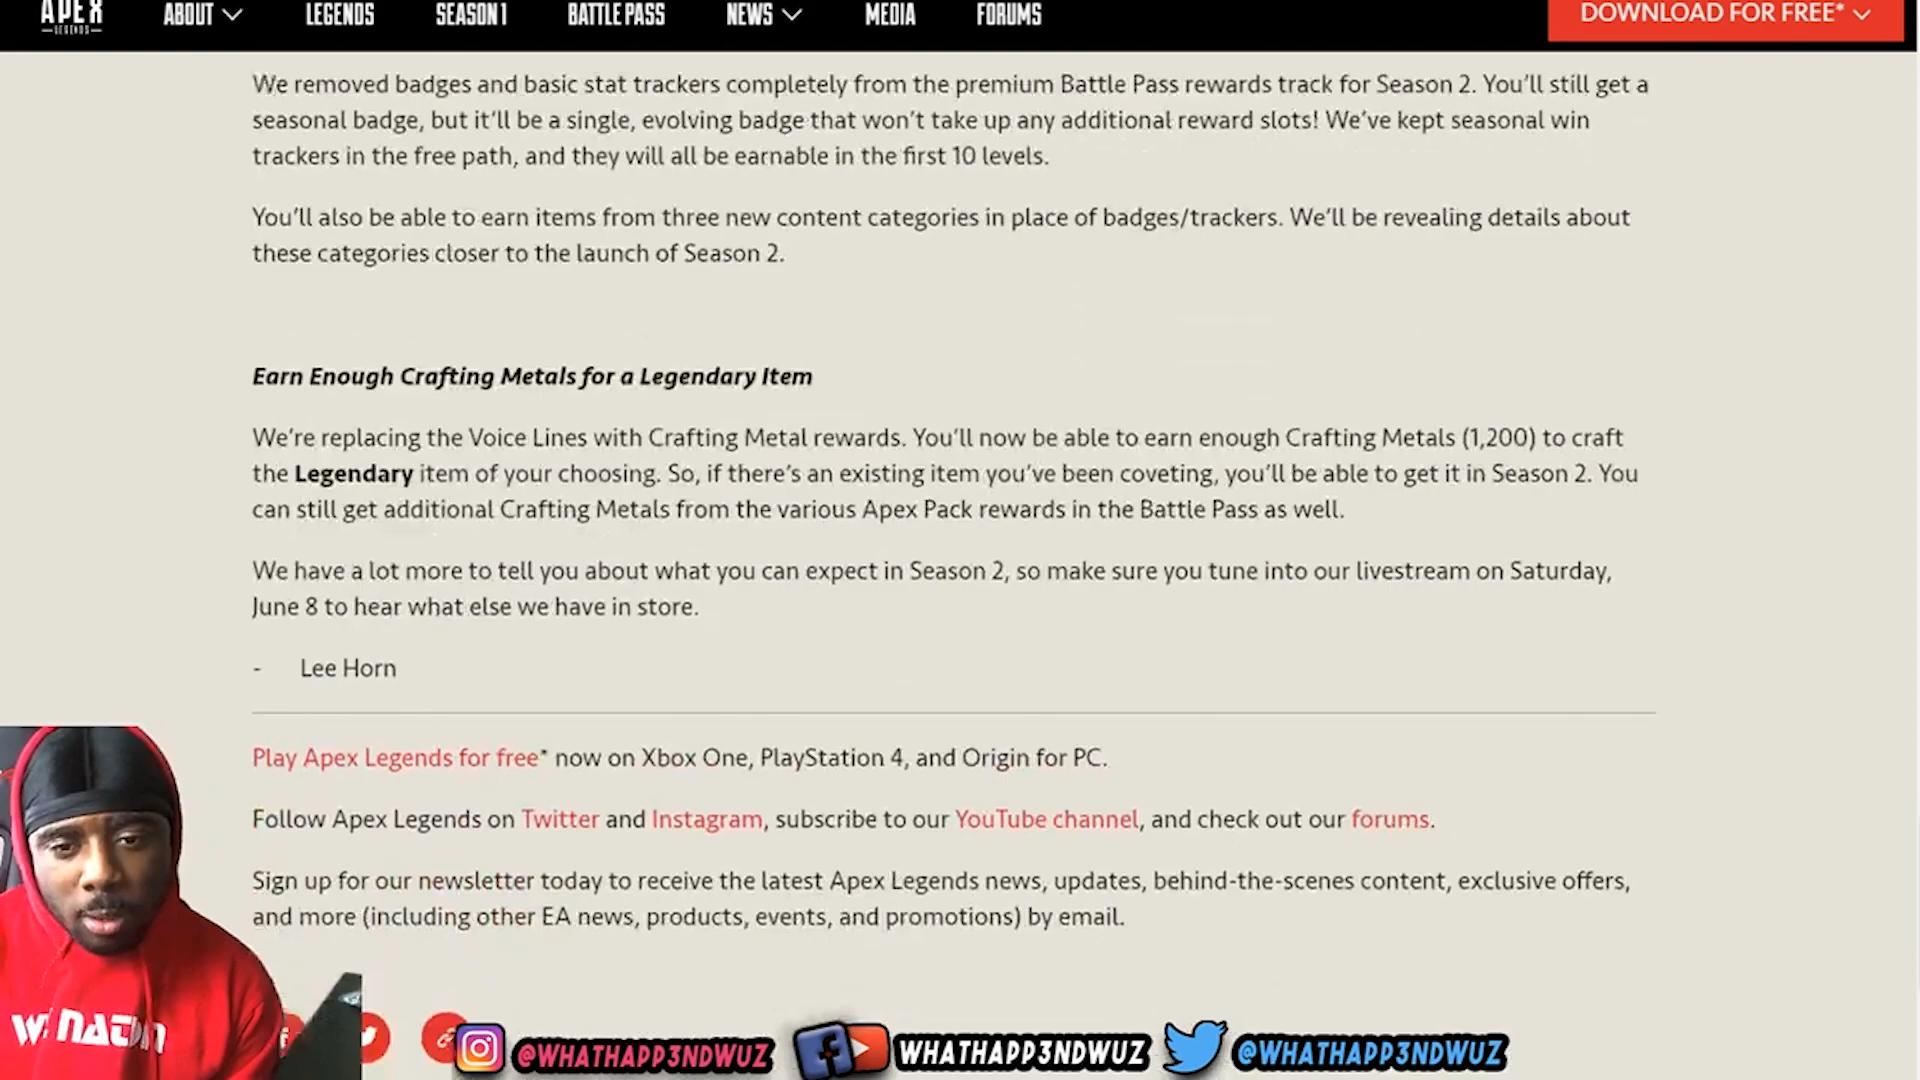 APEX
LEGENDS
ABOUT LEGENDS SEASON 1 BATTLE PASS NEWS MEDIA FORUMS DOWNLOAD FOR FREE*
We removed badges and basic stat trackers completely from the premium Battle Pass rewards track for Season 2. You'll still get a
seasonal badge, but it'll be a single, evolving badge that won't take up any additional reward slots! We've kept seasonal win
trackers in the free path, and they will all be earnable in the first 10 levels.
You'll also be able to earn items from three new content categories in place of badges/trackers. We'll be revealing details about
these categories closer to the launch of Season 2.
Earn Enough Crafting Metals for a Legendary Item
We're replacing the Voice Lines with Crafting Metal rewards. You'll now be able to earn enough Crafting Metals (1,200) to craft
the Legendary item of your choosing. So, if there's an existing item you've been coveting, you'll be able to get it in Season 2. You
can still get additional Crafting Metals from the various Apex Pack rewards in the Battle Pass as well.
We have a lot more to tell you about what you can expect in Season 2, so make sure you tune into our livestream on Saturday,
June 8 to hear what else we have in store.
- Lee Horn
Play Apex Legends for free* now on Xbox One, PlayStation 4, and Origin for PC.
Follow Apex Legends on Twitter and Instagram, subscribe to our YouTube channel, and check out our forums.
Sign up for our newsletter today to receive the latest Apex Legends news, updates, behind-the-scenes content, exclusive offers,
and more (including other EA news, products, events, and promotions) by email.
@WHATHAPP3NDWUZ WHATHAPP3NDWUZ @WHATHAPP3NDWUZ